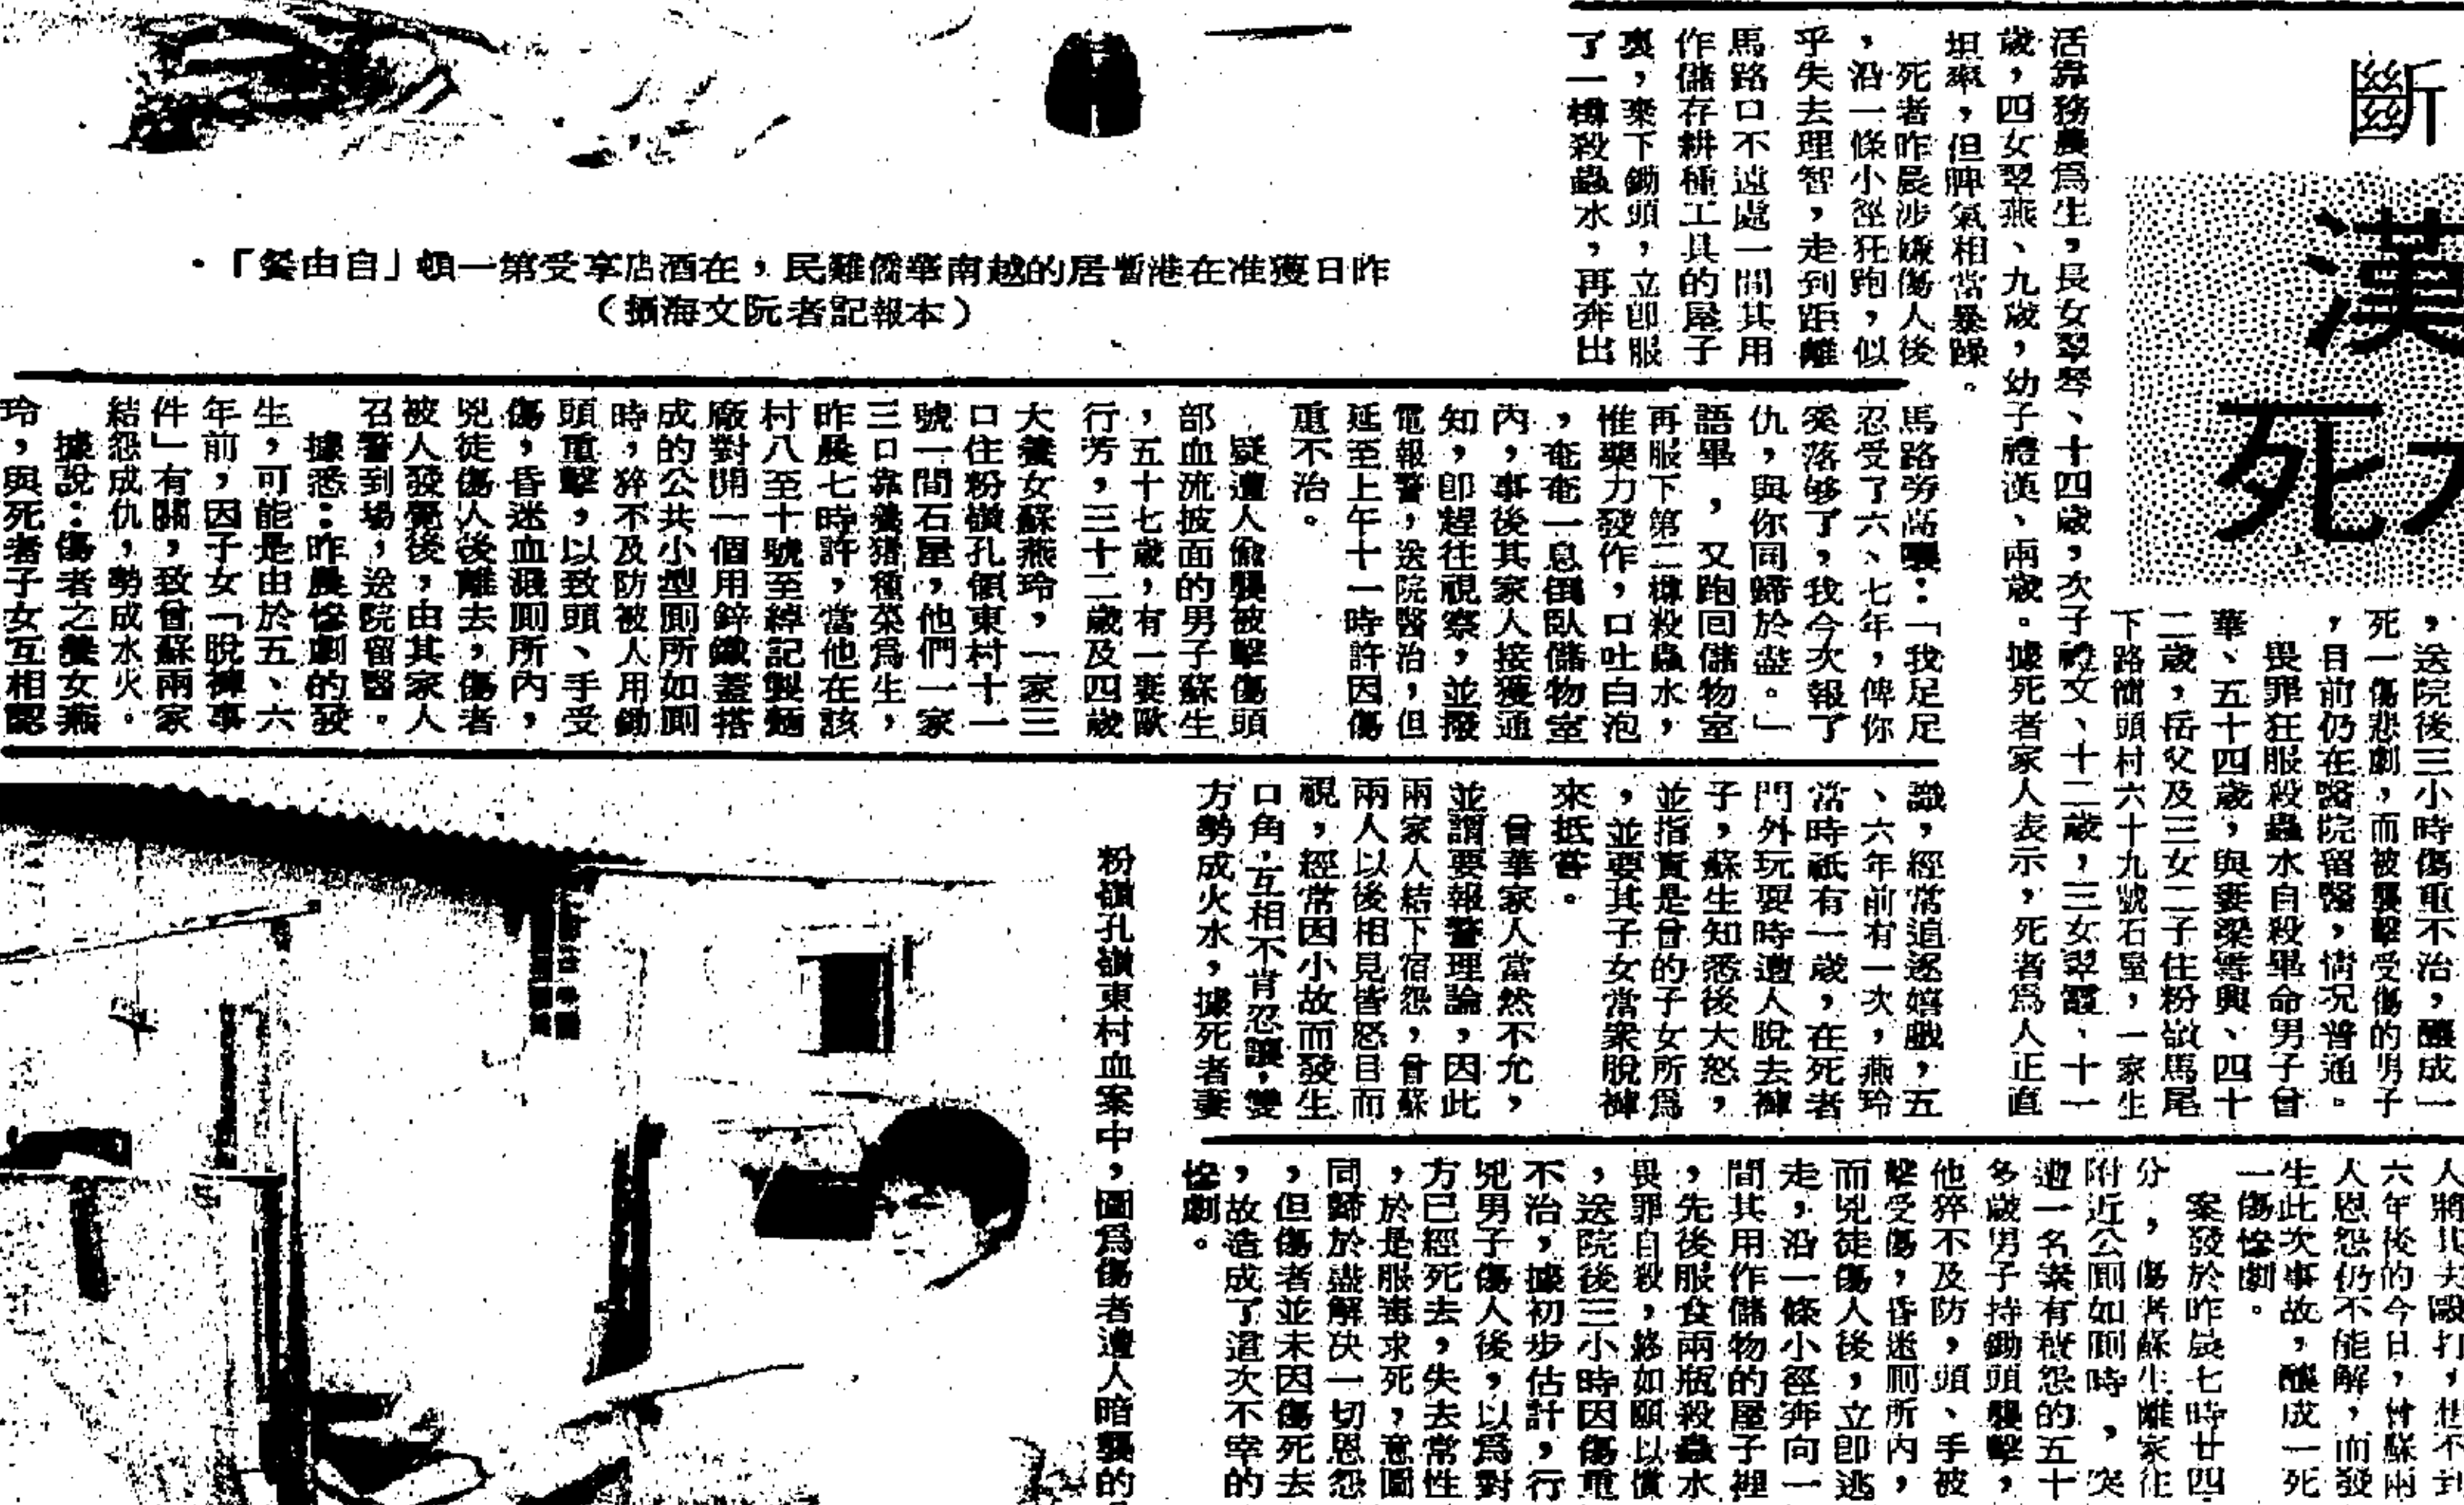 斷
漢
死
人將其去毆打，想不到
六年後的今日，曾蘇兩
人恩怨仍不能解，而發
生此次事故，釀成一死
一傷慘劇。
案發於昨晨七時廿四
分，傷者蘇生離家往
附近公厠如厠時，突
遭一名素有積怨的五十
多歲男子持鋤頭襲擊，
他猝不及防，頭、手被
擊受傷，昏迷厠所內，
而兇徒傷人後，立即逃
走，沿一條小徑奔向一
間其用作儲物的屋子裡
，先後服食兩瓶殺蟲水
畏罪自殺，終如願以償
，送院後三小時因傷重
不治，據初步估計，行
兇男子傷人後，以爲對
方已經死去，失去常性
，於是服毒求死，意圖
同歸於盡解决一切恩怨
，但傷者並未因傷死去
，故造成了這次不幸的
慘劇。
，送院後三小時傷重不治，釀成一
死一傷悲劇，而被襲擊受傷的男子
，目前仍在醫院留醫，情况普通。
畏罪狂服殺蟲水自殺畢命男子曾
華、五十四歲，與妻梁籌興、四十
二歲，岳父及三女二子住粉嶺馬尾
下路簡頭村六十九號石屋，一家生
活靠務農爲生，長女翠琴、十四歲，次子禮文、十二歲，三女翠霞、十一
歲，四女翠燕、九歲，幼子禮漢、兩歲。據死者家人表示，死者爲人正直
坦率，但脾氣相當暴躁。
死者昨晨涉嫌傷人後
，沿一條小徑狂跑，似
乎失去理智，走到距離
馬路口不遠處一間其用
作儲存耕種工具的屋子
裏，棄下鋤頭，立即服
了一樽殺蟲水，再奔出
馬路旁高嚷：「我足足
忍受了六、七年，俾你
奚落够了，我今次報了
仇，與你同歸於盡。」
語畢，又跑囘儲物室
再服下第二樽殺蟲水，
惟藥力發作，口吐白泡
，奄奄一息倒臥儲物室
內，事後其家人接獲通
知，卽趕往視察，並撥
電報警，送院醫治，但
延至上午十一時許因傷
重不治。
疑遭人偷襲被擊傷頭
部血流披面的男子蘇生
，五十七歲，有一妻歐
行芳，三十二歲及四歲
大養女蘇燕玲，一家三
口住粉嶺孔嶺東村十一
號一間石屋，他們一家
三口靠養猪種菜爲生，
昨晨七時許，當他在該
村八至十號至綽記製麵
廠對開一個用鋅鐵蓋搭
成的公共小型厠所如厠
時，猝不及防被人用鋤
頭重擊，以致頭、手受
傷，昏迷血濺厠所內，
兇徒傷人後離去，傷者
被人發覺後，由其家人
召警到場，送院留醫。
據悉：昨晨慘劇的發
生，可能是由於五、六
年前，因子女「脫褲事
件」有關，致曾蘇兩家
結怨成仇，勢成水火。
據說：傷者之養女燕
玲，與死者子女互相認
識，經常追逐嬉戲，五
、六年前有一次，燕玲
當時祇有一歲，在死者
門外玩耍時遭人脫去褲
子，蘇生知悉後大怒，
並指責是曾的子女所爲
，並要其子女當衆脫褲
來抵苔。
曾華家人當然不允，
並謂要報警理論，因此
兩家人結下宿怨，曾蘇
兩人以後相見皆怒目而
視，經常因小故而發生
口角，互相不肯忍讓，雙
方勢成火水，據死者妻
昨日獲准在港暫居的越南華僑難民，在酒店享受第一頓「自由餐」．
（本報記者阮文海攝）
粉嶺孔嶺東村血案中，圖爲傷者遭人暗襲的